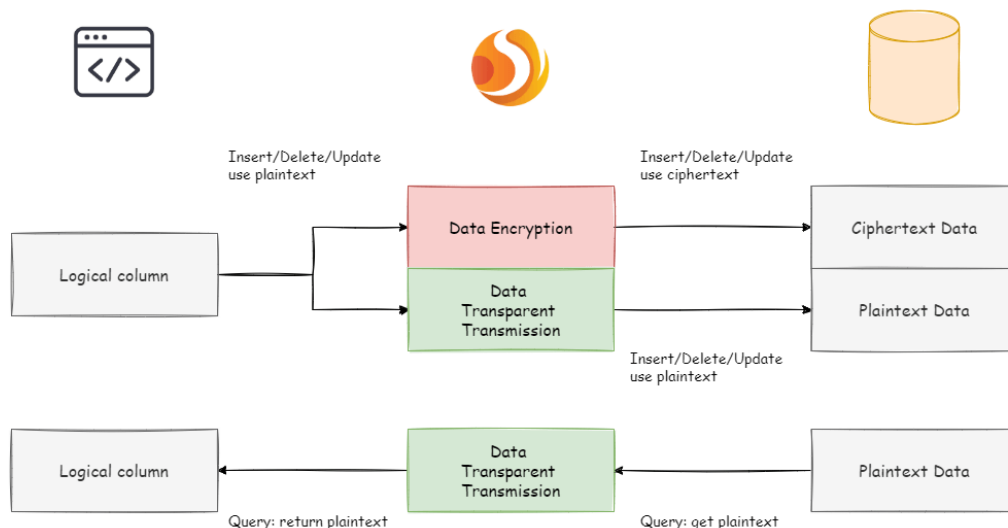 Insert/Delete/Update
use plaintext
Insert/Delete/Update
use ciphertext
Logical column
Data Encryption
Ciphertext Data
Data
Transparent
Transmission
Plaintext Data
Insert/Delete/Update
use plaintext
Logical column
Data
Transparent
Transmission
Plaintext Data
Query: return plaintext
Query: get plaintext